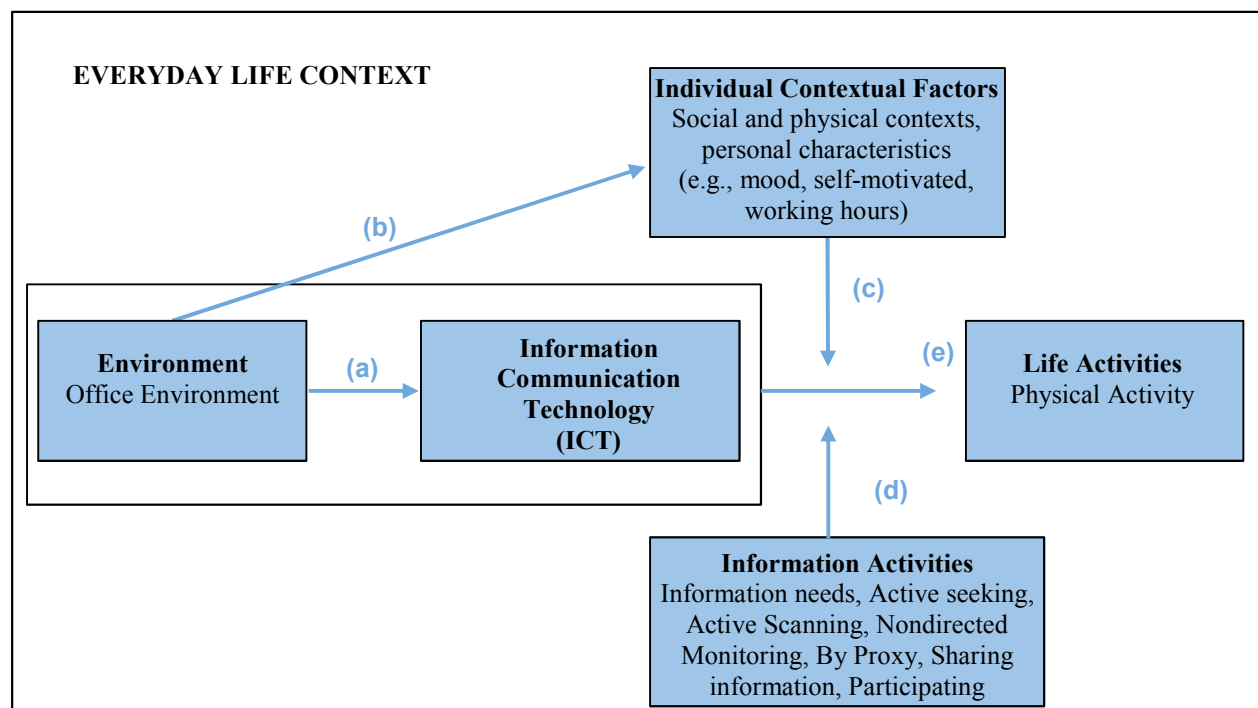 EVERYDAY LIFE CONTEXT
Individual Contextual Factors
Social and physical contexts,
personal characteristics
(e.g., mood, self-motivated,
working hours)
(b)
(c)
Environment
Office Environment
(a)
Information
Communication
Technology
(ICT)
(e)
Life Activities
Physical Activity
(d)
Information Activities
Information needs, Active seeking,
Active Scanning, Nondirected
Monitoring, By Proxy, Sharing
information, Participating